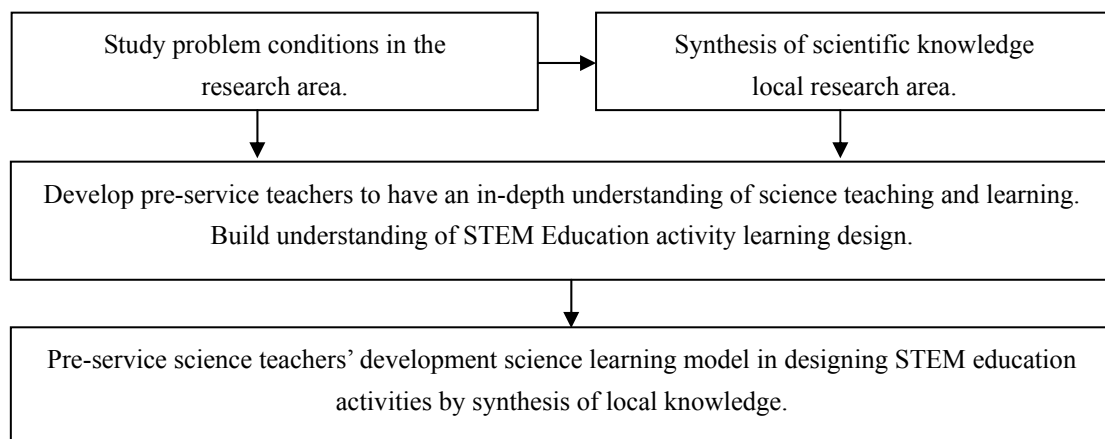 Study problem conditions in the
research area.
Synthesis of scientific knowledge
local research area.
Develop pre-service teachers to have an in-depth understanding of science teaching and learning.
Build understanding of STEM Education activity learning design.
Pre-service science teachers’ development science learning model in designing STEM education
activities by synthesis of local knowledge.